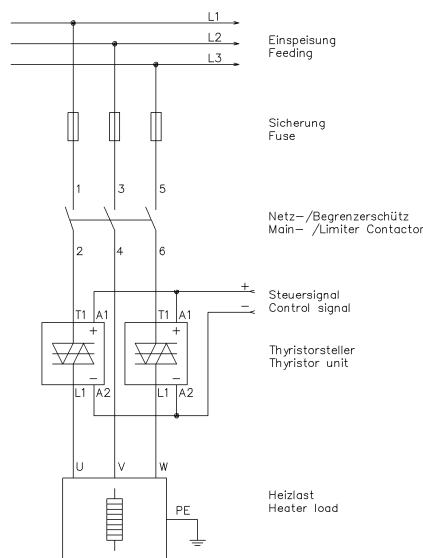 L1
L2
L3
Einspeisung
Feeding
Sicherung
Fuse
1 3 5
Netz-/Begrenzerschütz
Main- /Limiter Contactor
2 4 6
+
Steuersignal
-
Control signal
T1 A1 T1 A1
+ +
Thyristorsteller
Thyristor unit
- -
L1 A2 L1 A2
U V W
Heizlast
Heater load
PE